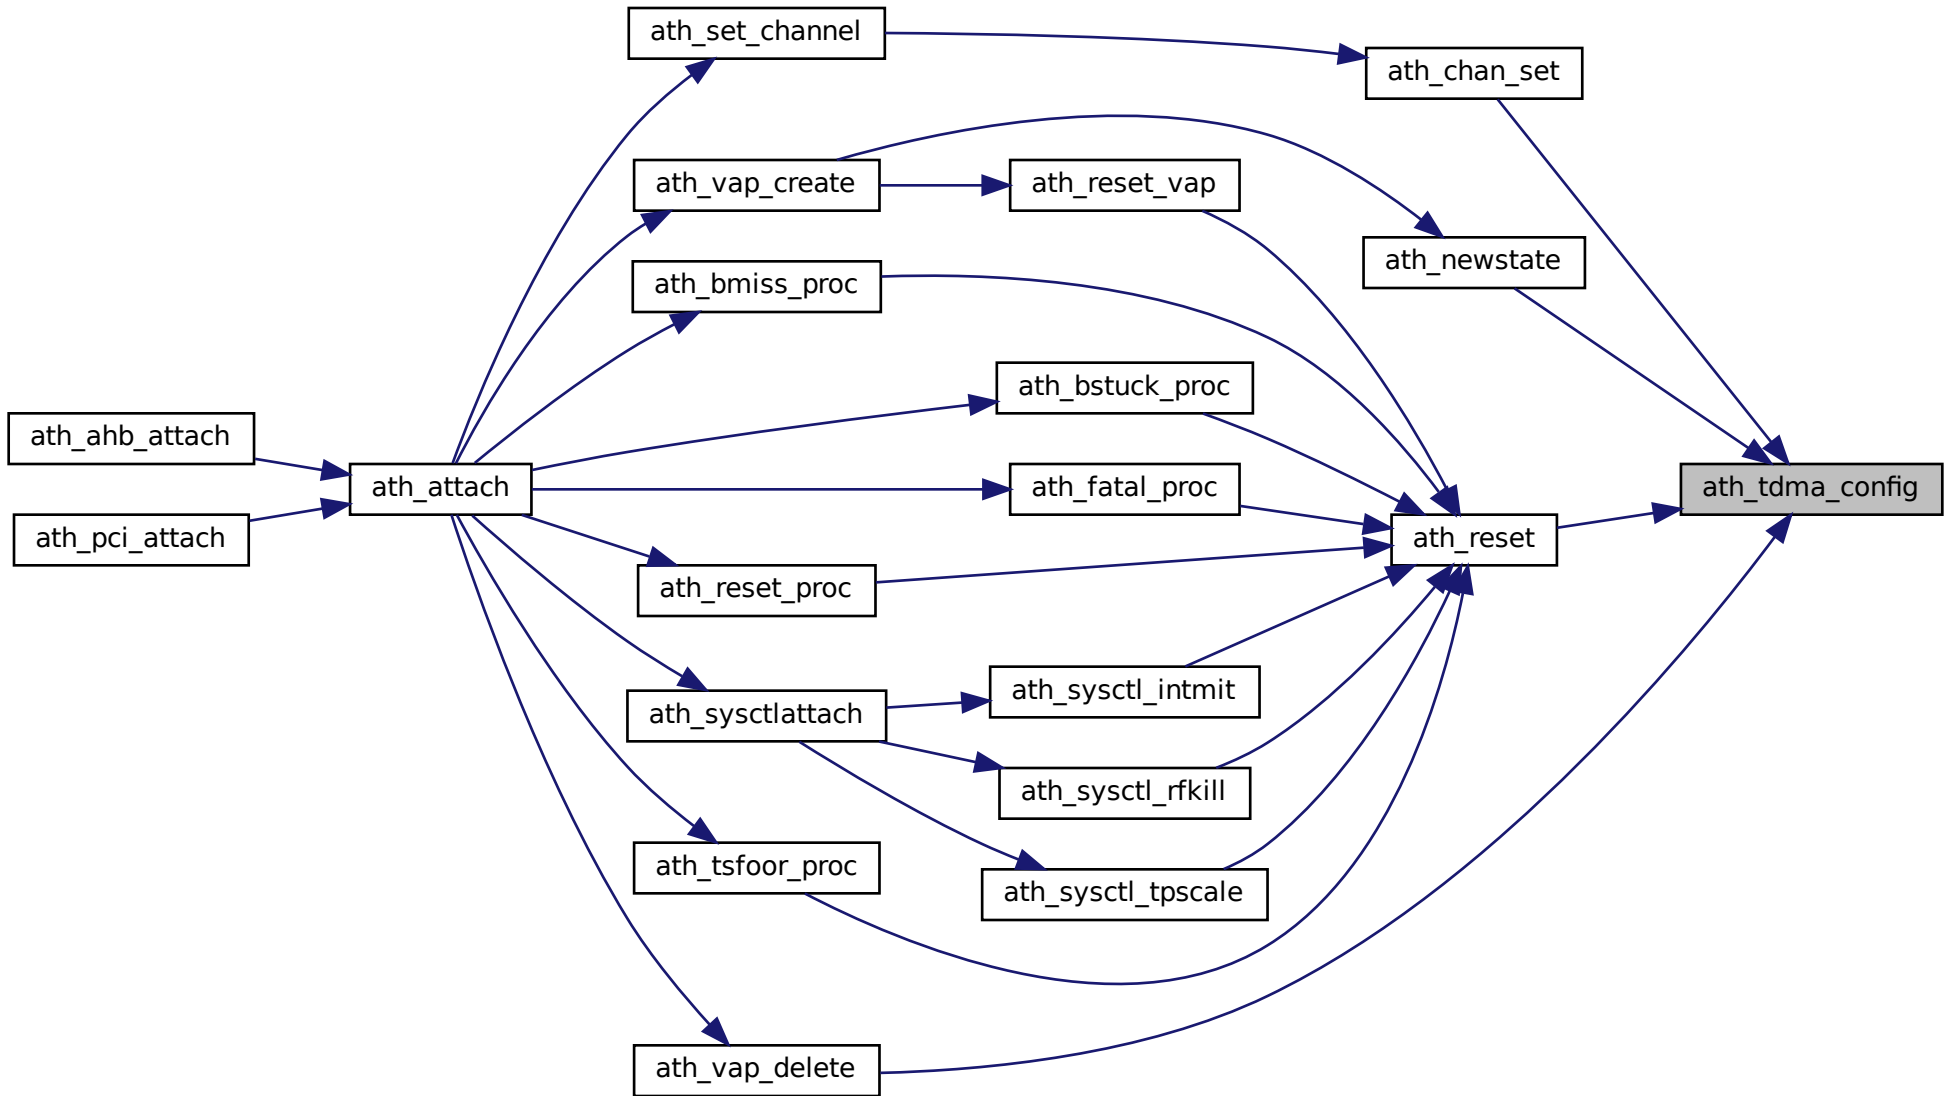 ath_set_channel
ath_chan_set
ath_vap_create
ath_reset_vap
ath_newstate
ath_bmiss_proc
ath_bstuck_proc
ath_ahb_attach
ath_attach
ath_fatal_proc
ath_tdma_config
ath_pci_attach
ath_reset
ath_reset_proc
ath_sysctl_intmit
ath_sysctlattach
ath_sysctl_rfkill
ath_tsfoor_proc
ath_sysctl_tpscale
ath_vap_delete